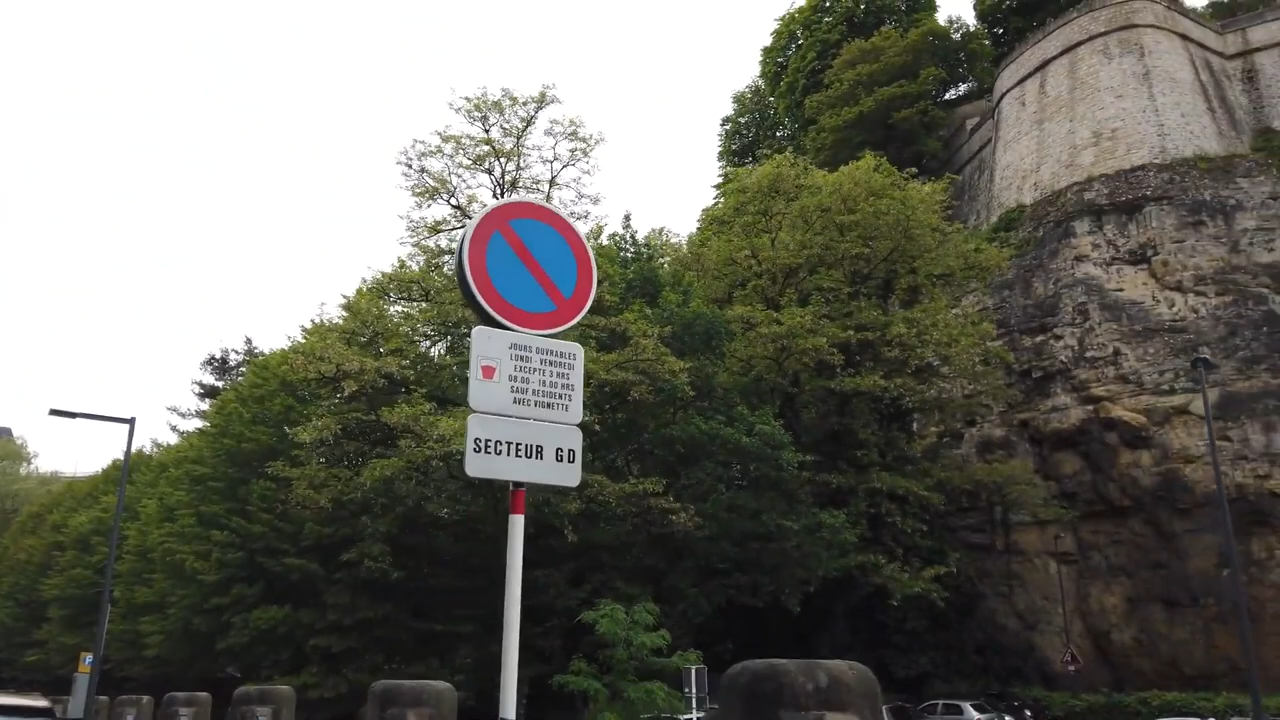 JOURS OUVRABLES
LUNDI - VENDREDI
EXCEPTE 3 HRS
08.00 - 18.00 HRS
SAUF RESIDENTS
AVEC VIGNETTE
SECTEUR GD
P